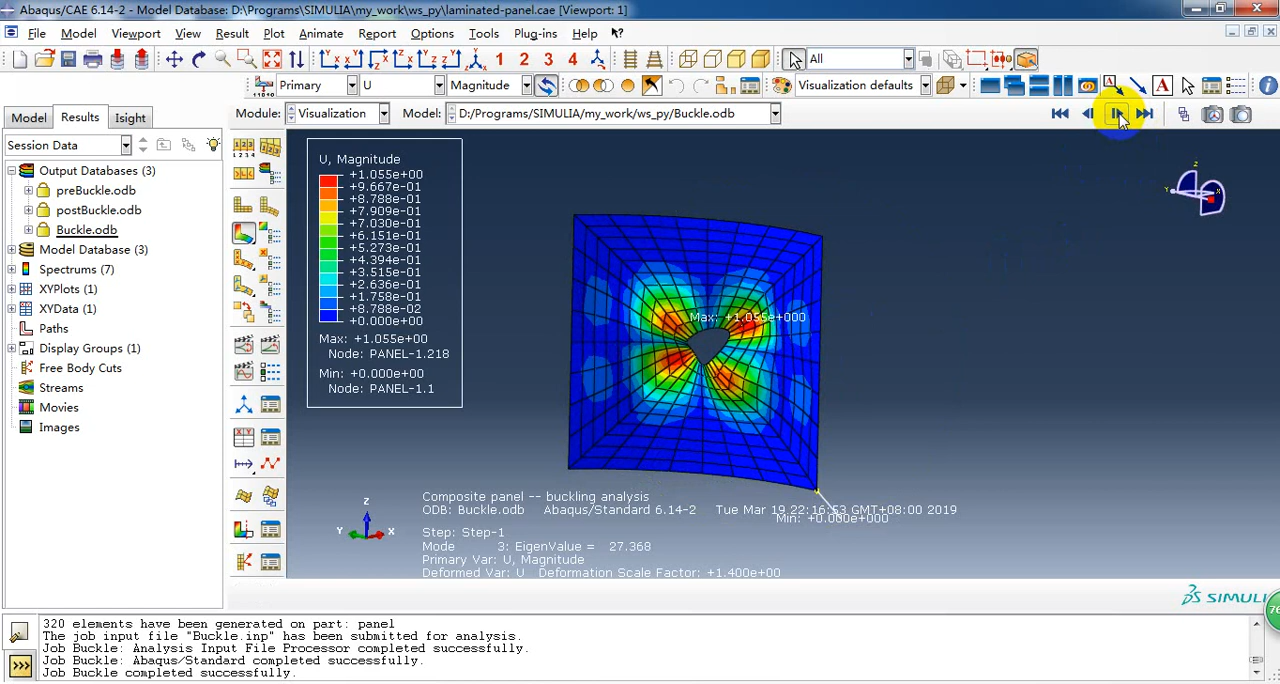 Abaqus/CAE 6.14-2 - Model Database: D:\Programs\SIMULIA\my_work\ws_py\laminated-panel.cae [Viewport: 1]
File Model Viewport View Result Plot Animate Report Options Tools Plug-ins Help
1 2 3 4 All
Primary U Magnitude Visualization defaults
Model Results Insight Module: Visualization Model: D:/Programs/SIMULIA/my_work/ws_py/Buckle.odb
Session Data
Output Databases (3)
preBuckle.odb
postBuckle.odb
Buckle.odb
Model Database (3)
Spectrums (7)
XYPlots (1)
XYData (1)
Paths
Display Groups (1)
Free Body Cuts
Streams
Movies
Images
U, Magnitude
+1.055e+00
+9.667e-01
+8.788e-01
+7.909e-01
+7.030e-01
+6.151e-01
+5.273e-01
+4.394e-01
+3.515e-01
+2.636e-01
+1.758e-01
+8.788e-02
+0.000e+00
Max: +1.055e+00
Node: PANEL-1.218
Min: +0.000e+00
Node: PANEL-1.1
Max: +1.055e+000
Min: +0.000e+000
Z
Y
X
Z
Y X
Composite panel -- buckling analysis
ODB: Buckle.odb Abaqus/Standard 6.14-2 Tue Mar 19 22:16:53 GMT+08:00 2019
Step: Step-1
Mode 3: EigenValue = 27.368
Primary Var: U, Magnitude
Deformed Var: U Deformation Scale Factor: +1.400e+00
SIMULI
320 elements have been generated on part: panel
The job input file "Buckle.inp" has been submitted for analysis.
Job Buckle: Analysis Input File Processor completed successfully.
Job Buckle: Abaqus/Standard completed successfully.
Job Buckle completed successfully.
>>>
76